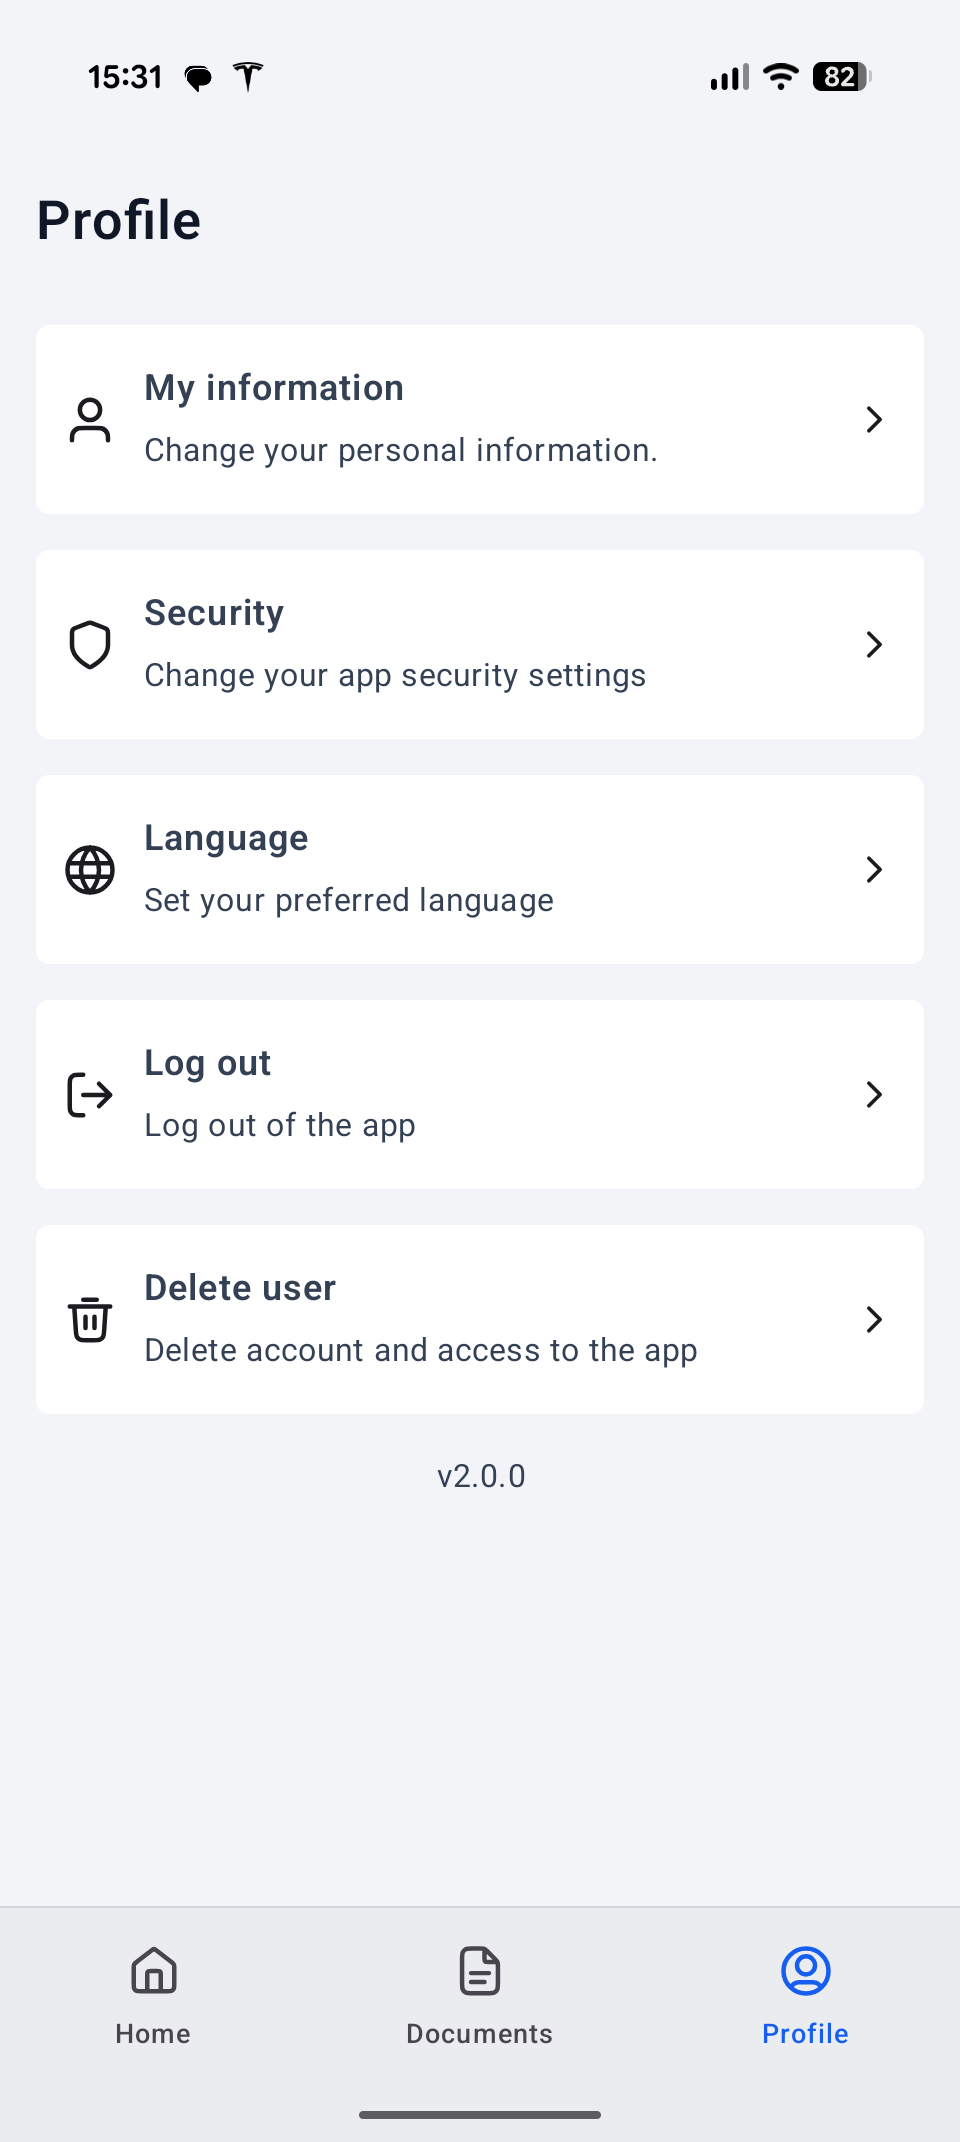 15:31
82
Profile
My information
Change your personal information.
Security
Change your app security settings
Language
Set your preferred language
Log out
Log out of the app
Delete user
Delete account and access to the app
v2.0.0
Home
Documents
Profile